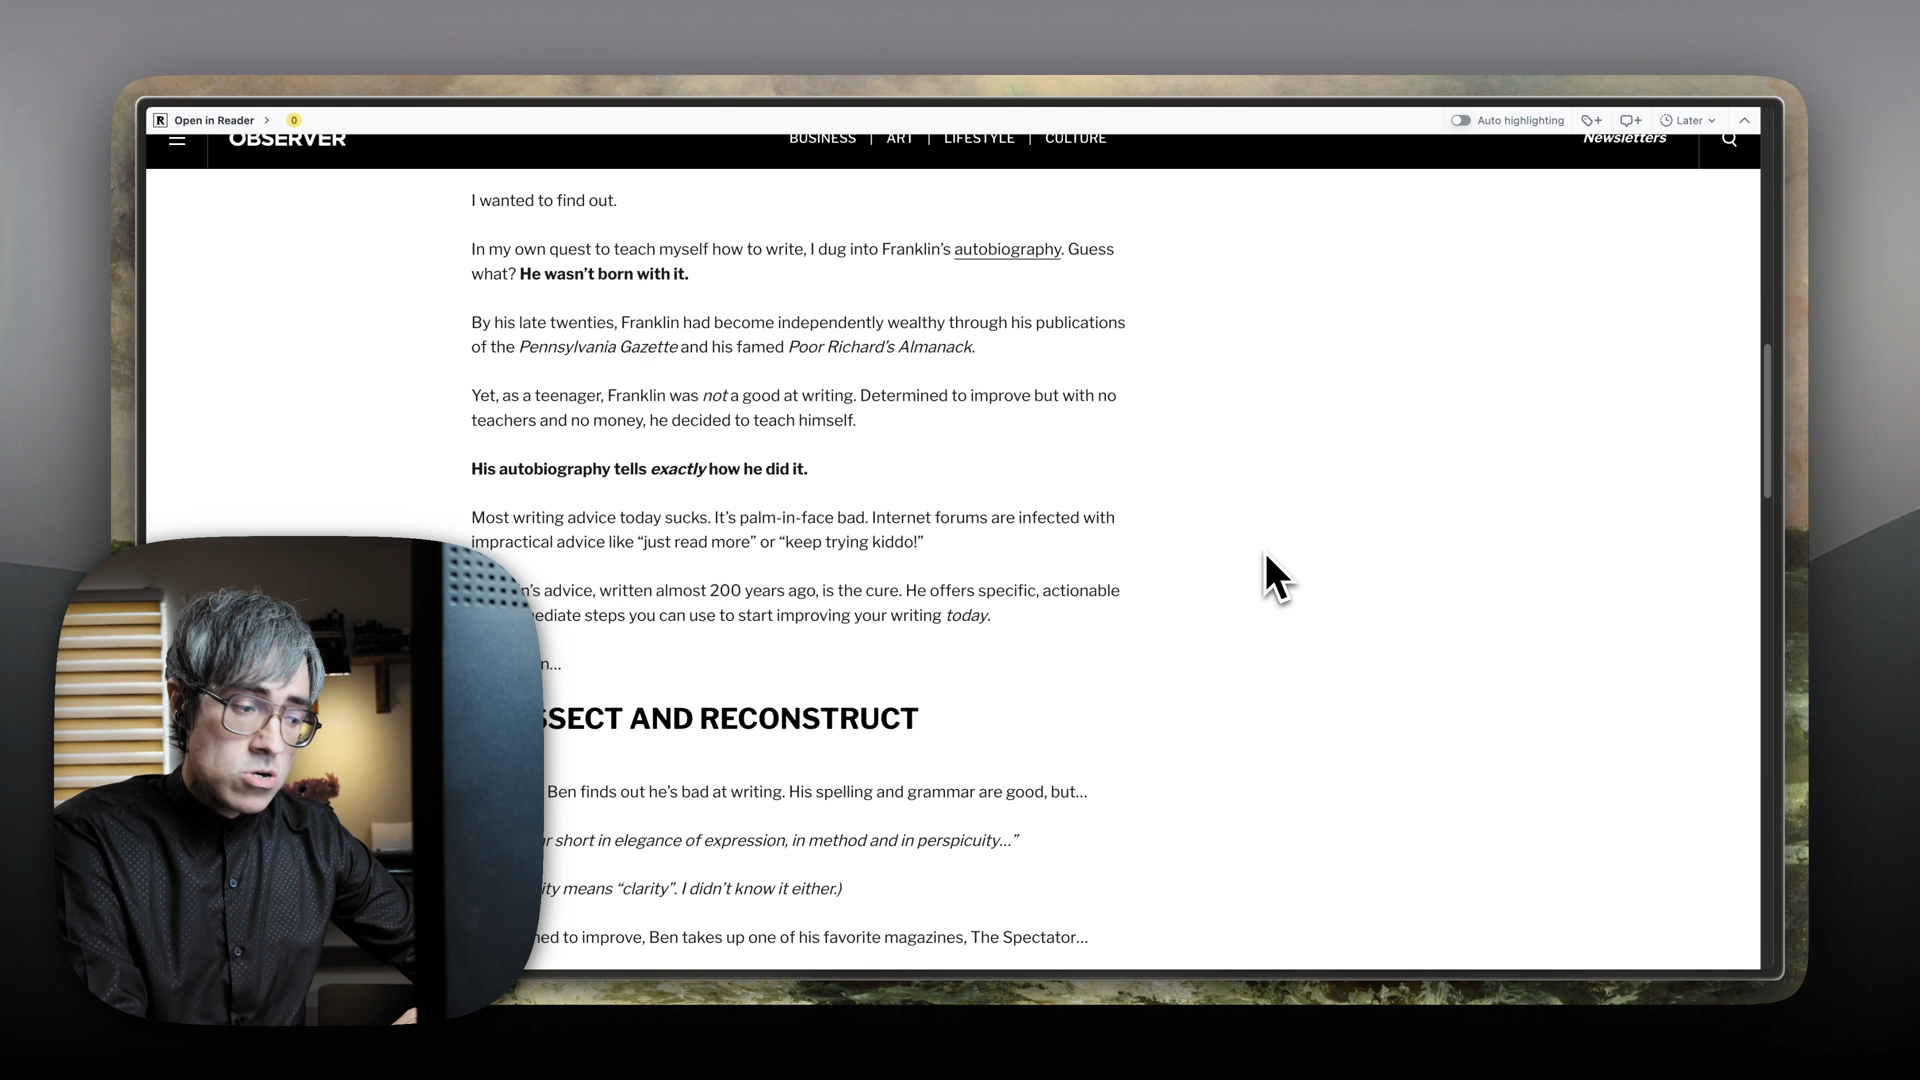 Open in Reader
0
Auto highlighting
Later
OBSERVER
BUSINESS | ART | LIFESTYLE | CULTURE
Newsletters
I wanted to find out.
In my own quest to teach myself how to write, I dug into Franklin’s autobiography. Guess
what? He wasn’t born with it.
By his late twenties, Franklin had become independently wealthy through his publications
of the Pennsylvania Gazette and his famed Poor Richard’s Almanack.
Yet, as a teenager, Franklin was not a good at writing. Determined to improve but with no
teachers and no money, he decided to teach himself.
His autobiography tells exactly how he did it.
Most writing advice today sucks. It’s palm-in-face bad. Internet forums are infected with
impractical advice like “just read more” or “keep trying kiddo!”
n’s advice, written almost 200 years ago, is the cure. He offers specific, actionable
ediate steps you can use to start improving your writing today.
n…
SSECT AND RECONSTRUCT
Ben finds out he’s bad at writing. His spelling and grammar are good, but…
r short in elegance of expression, in method and in perspicuity…”
ity means “clarity”. I didn’t know it either.)
ned to improve, Ben takes up one of his favorite magazines, The Spectator…